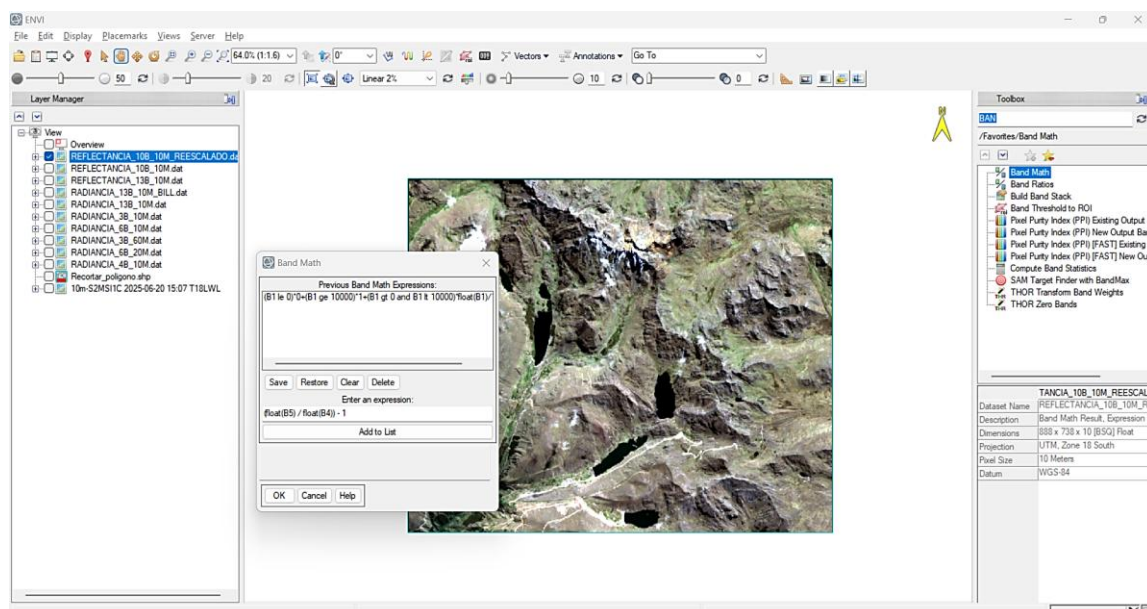 ENVI
File Edit Display Placemarks Views Server Help
64.0% (1:1.6) 0° Vectors Annotations Go To
50 20 Linear 2% 10 0
Layer Manager
View
Overview
REFLECTANCIA_10B_10M_REESCALADO.da
REFLECTANCIA_10B_10M.dat
REFLECTANCIA_13B_10M.dat
RADIANCIA_13B_10M_BILL.dat
RADIANCIA_13B_10M.dat
RADIANCIA_3B_10M.dat
RADIANCIA_6B_10M.dat
RADIANCIA_3B_60M.dat
RADIANCIA_6B_20M.dat
RADIANCIA_4B_10M.dat
Recortar_poligono.shp
10m-S2MSI1C 2025-06-20 15:07 T18LWL
N
Band Math
Previous Band Math Expressions:
(B1 le 0)*0+(B1 ge 10000)*1+(B1 gt 0 and B1 lt 10000)*float(B1)/
Save Restore Clear Delete
Enter an expression:
(float(B5) / float(B4)) - 1
Add to List
OK Cancel Help
Toolbox
BAN
/Favorites/Band Math
Band Math
Band Ratios
Build Band Stack
Band Threshold to ROI
Pixel Purity Index (PPI) Existing Output
Pixel Purity Index (PPI) New Output Ba
Pixel Purity Index (PPI) [FAST] Existing
Pixel Purity Index (PPI) [FAST] New Ou
Compute Band Statistics
SAM Target Finder with BandMax
THOR Transform Band Weights
THOR Zero Bands
TANCIA_10B_10M_REESCAL
Dataset Name REFLECTANCIA_10B_10M_R
Description Band Math Result, Expression
Dimensions 888 x 738 x 10 [BSQ] Float
Projection UTM, Zone 18 South
Pixel Size 10 Meters
Datum WGS-84